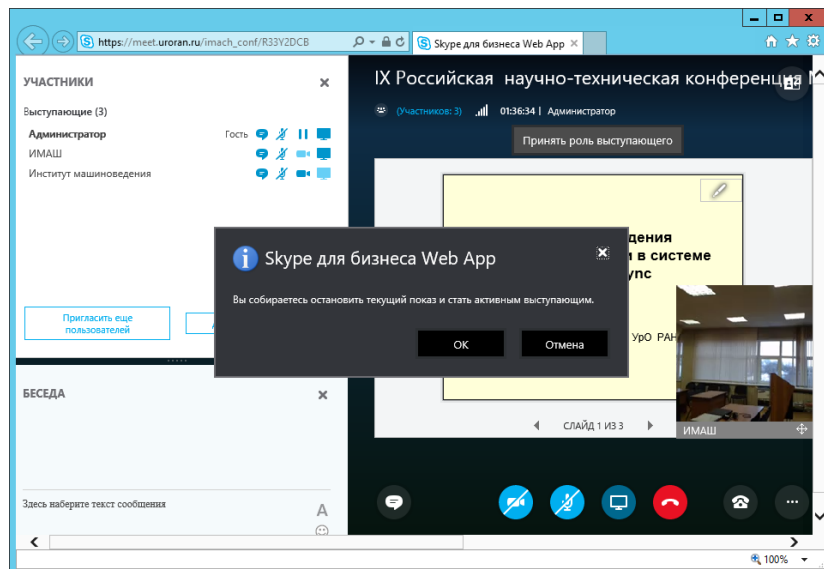 https://meet.uroran.ru/imach_conf/R33Y2DCB
Skype для бизнеса Web App
УЧАСТНИКИ
Выступающие (3)
Администратор
Гость
ИМАШ
Институт машиноведения
Пригласить еще
пользователей
БЕСЕДА
Здесь наберите текст сообщения
A
IX Российская научно-техническая конференция
(Участников: 3)
01:36:34 | Администратор
Принять роль выступающего
в системе
УрО РАН
ИМАШ
СЛАЙД 1 ИЗ 3
Skype для бизнеса Web App
Вы собираетесь остановить текущий показ и стать активным выступающим.
ОК
Отмена
100%